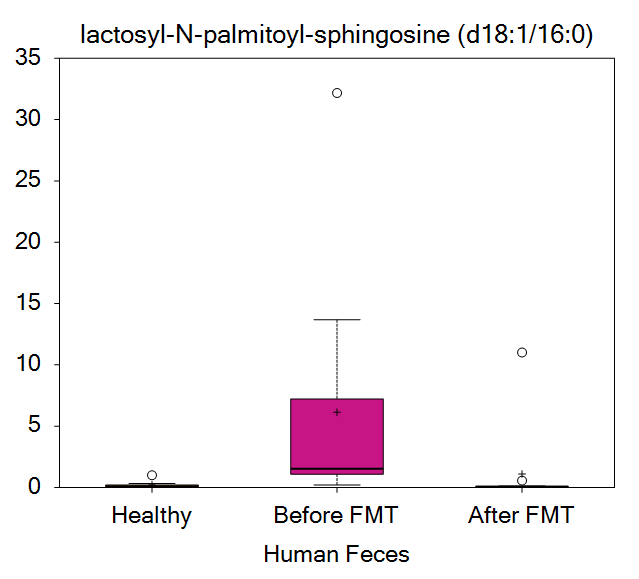 lactosyl-N-palmitoyl-sphingosine (d18:1/16:0)
35
30
25
20
15
10
5
0
Healthy Before FMT After FMT
Human Feces